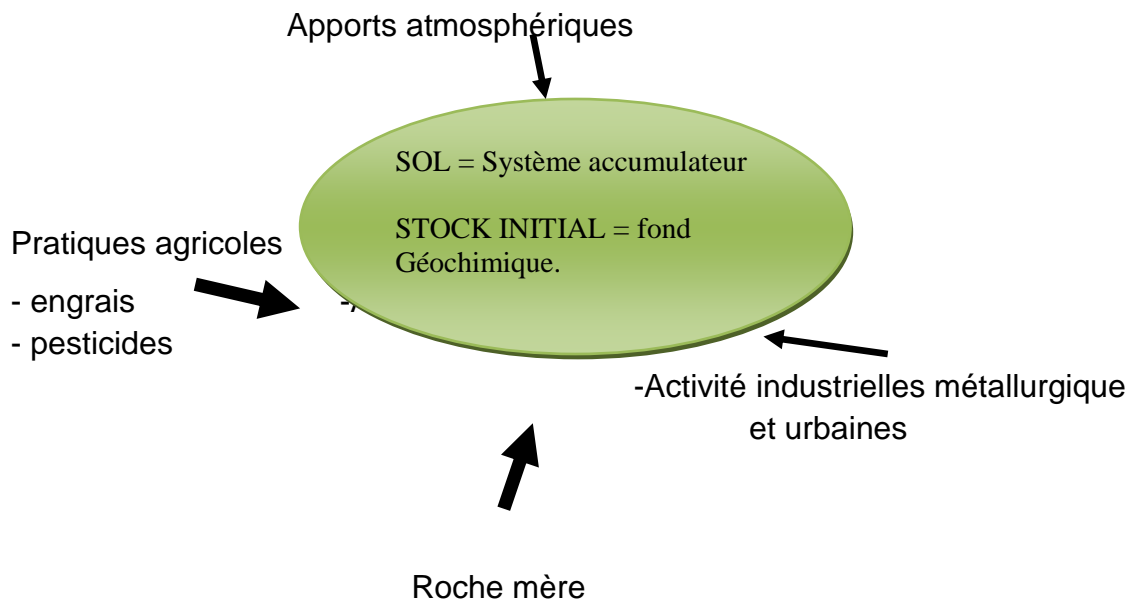 Apports atmosphériques
SOL = Système accumulateur
STOCK INITIAL = fond
Géochimique.
Pratiques agricoles
- engrais
- pesticides
-Activité industrielles métallurgique
et urbaines
Roche mère